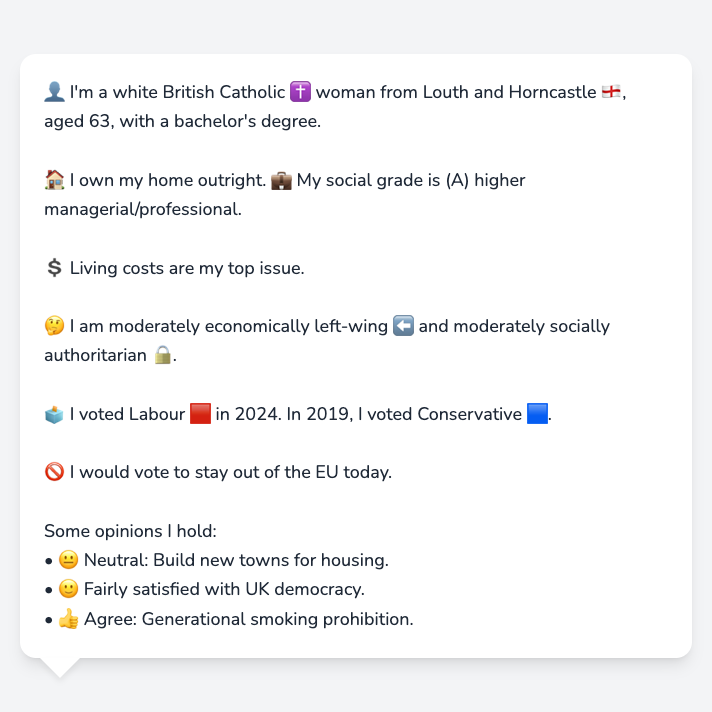 👤 I'm a white British Catholic ✝️ woman from Louth and Horncastle 🏴󠁧󠁢󠁥󠁮󠁧󠁿,
aged 63, with a bachelor's degree.
🏠 I own my home outright. 💼 My social grade is (A) higher
managerial/professional.
💲 Living costs are my top issue.
🤔 I am moderately economically left-wing ⬅️ and moderately socially
authoritarian 🔒.
🗳️ I voted Labour 🟥 in 2024. In 2019, I voted Conservative 🟦.
🚫 I would vote to stay out of the EU today.
Some opinions I hold:
• 😐 Neutral: Build new towns for housing.
• 🙂 Fairly satisfied with UK democracy.
• 👍 Agree: Generational smoking prohibition.